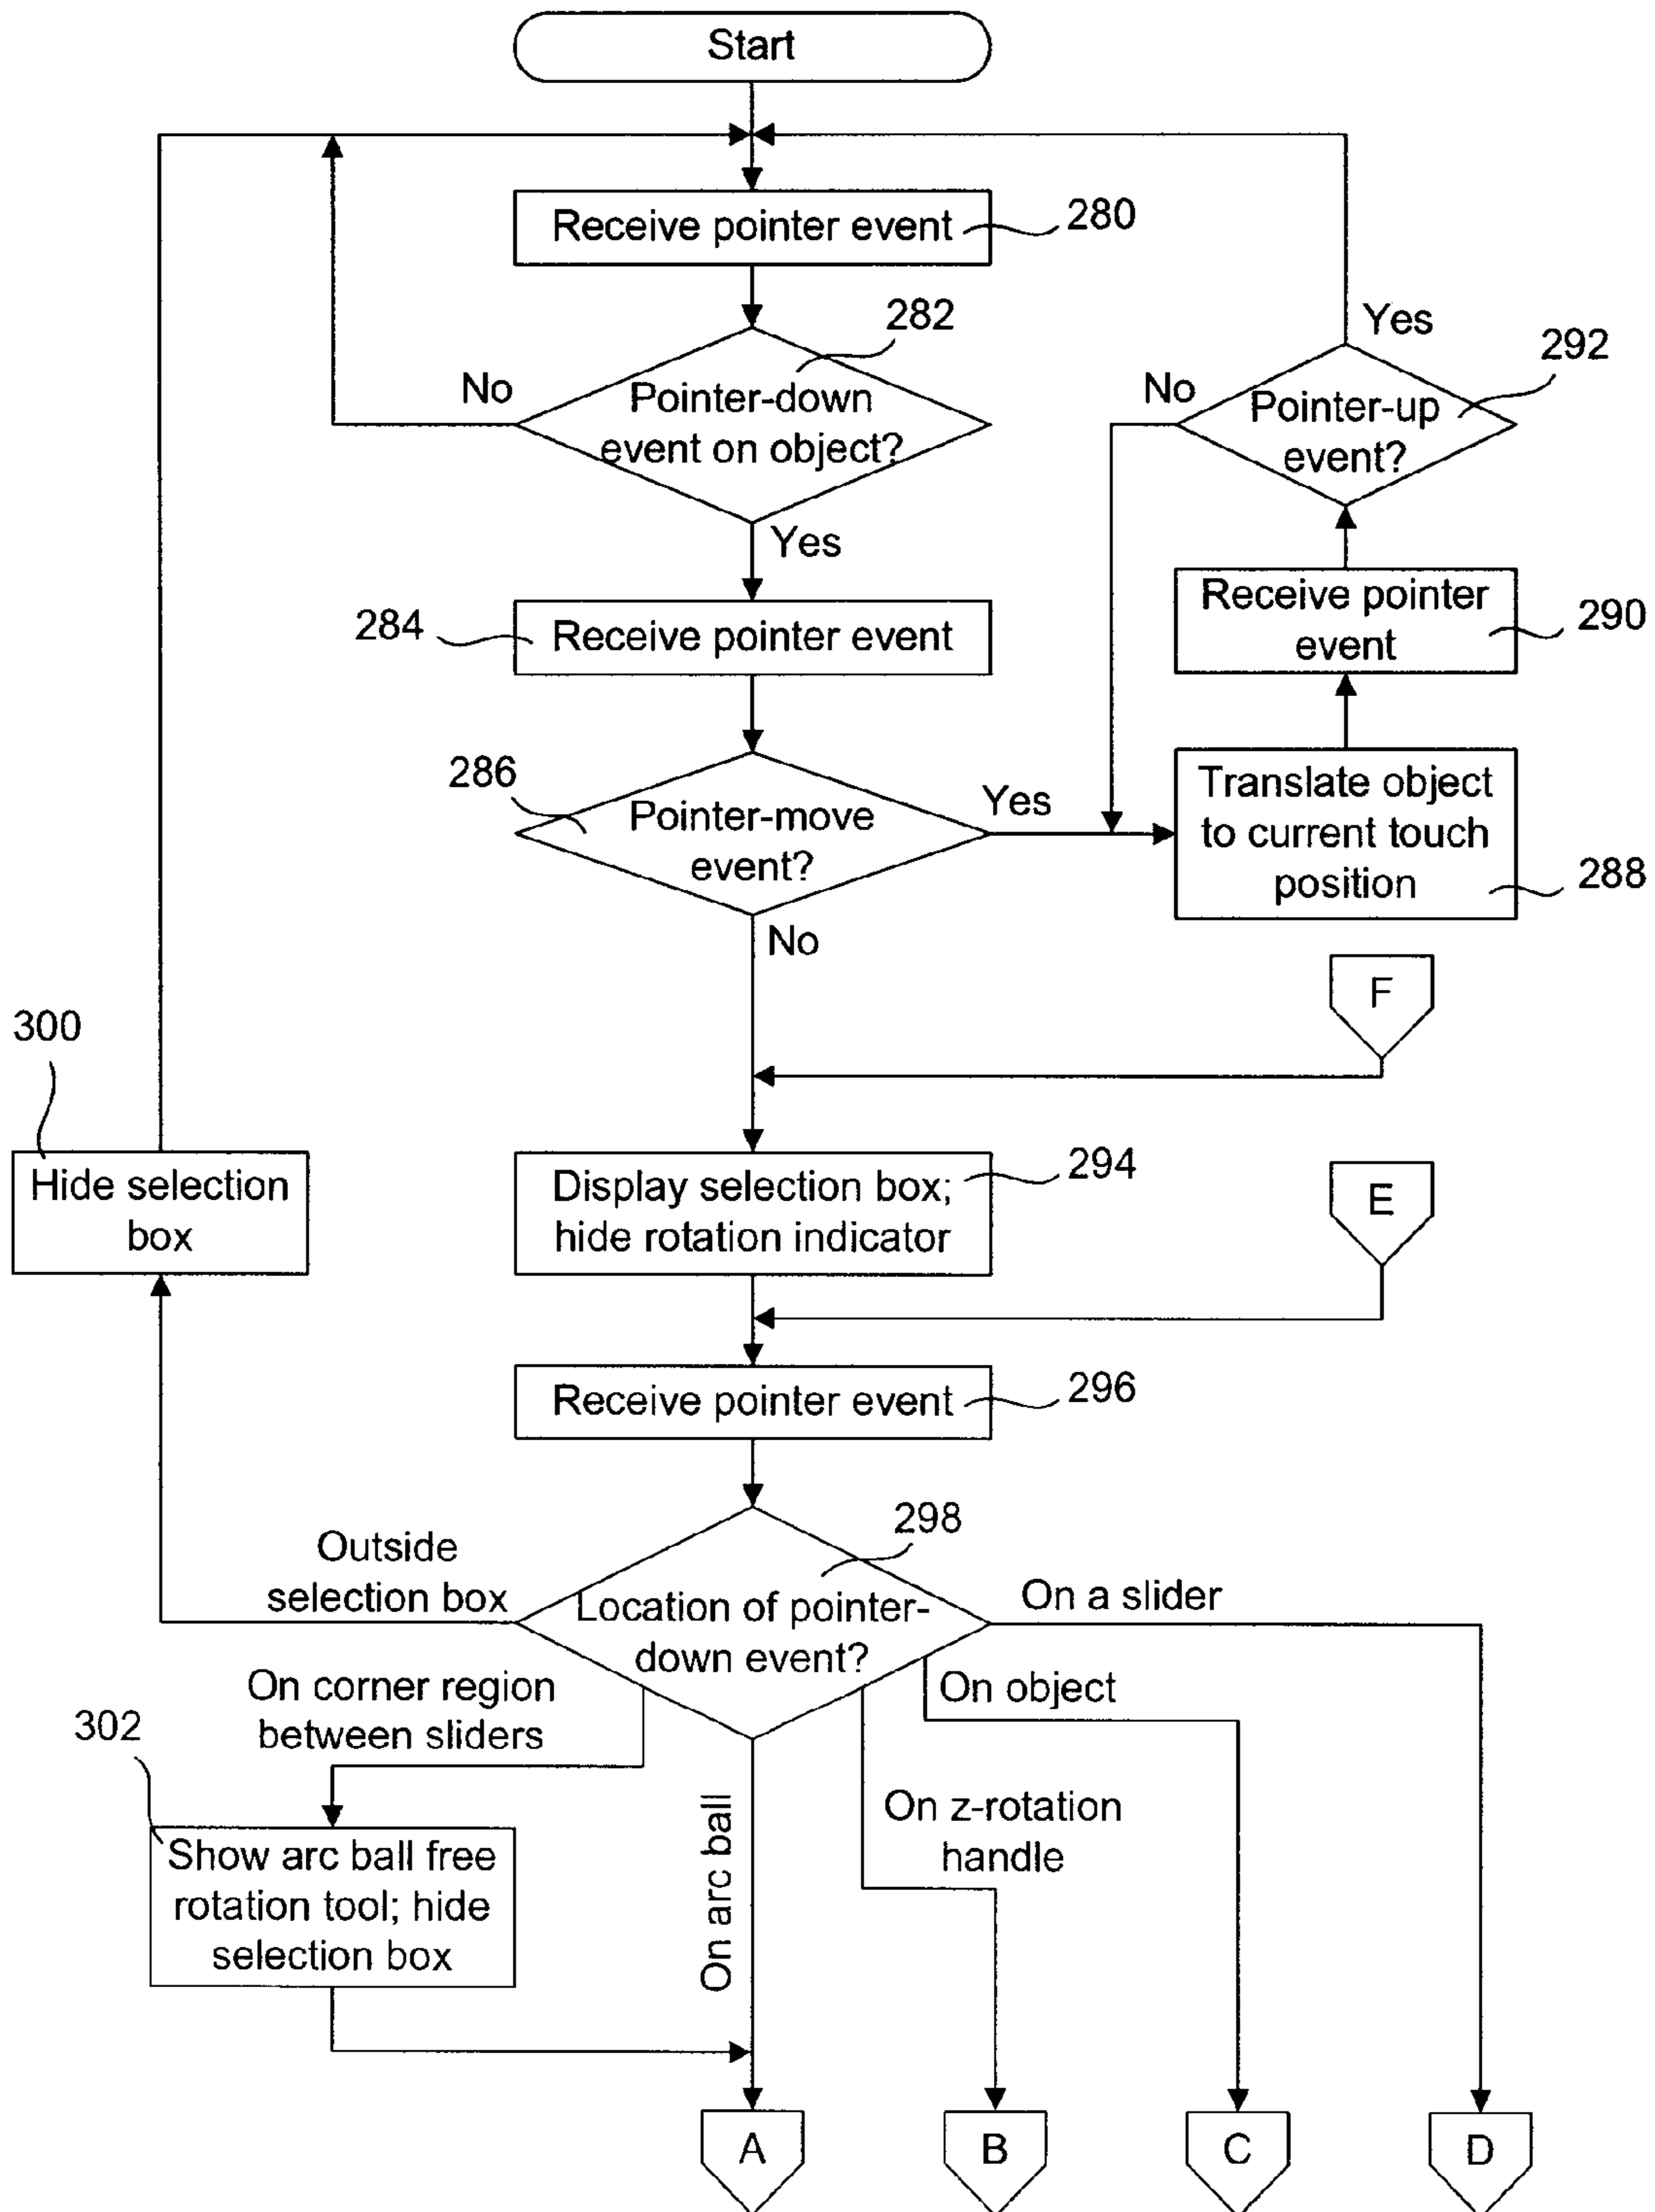 Start
Receive pointer event
280
282
No
Pointer-down
event on object?
Yes
Yes
292
No
Pointer-up
event?
284
Receive pointer event
Receive pointer
event
290
286
Pointer-move
event?
Yes
Translate object
to current touch
position
288
No
F
300
Hide selection
box
Display selection box;
hide rotation indicator
294
E
Receive pointer event
296
298
Outside
selection box
Location of pointer-
down event?
On a slider
On corner region
between sliders
On object
302
Show arc ball free
rotation tool; hide
selection box
On arc ball
On z-rotation
handle
A
B
C
D